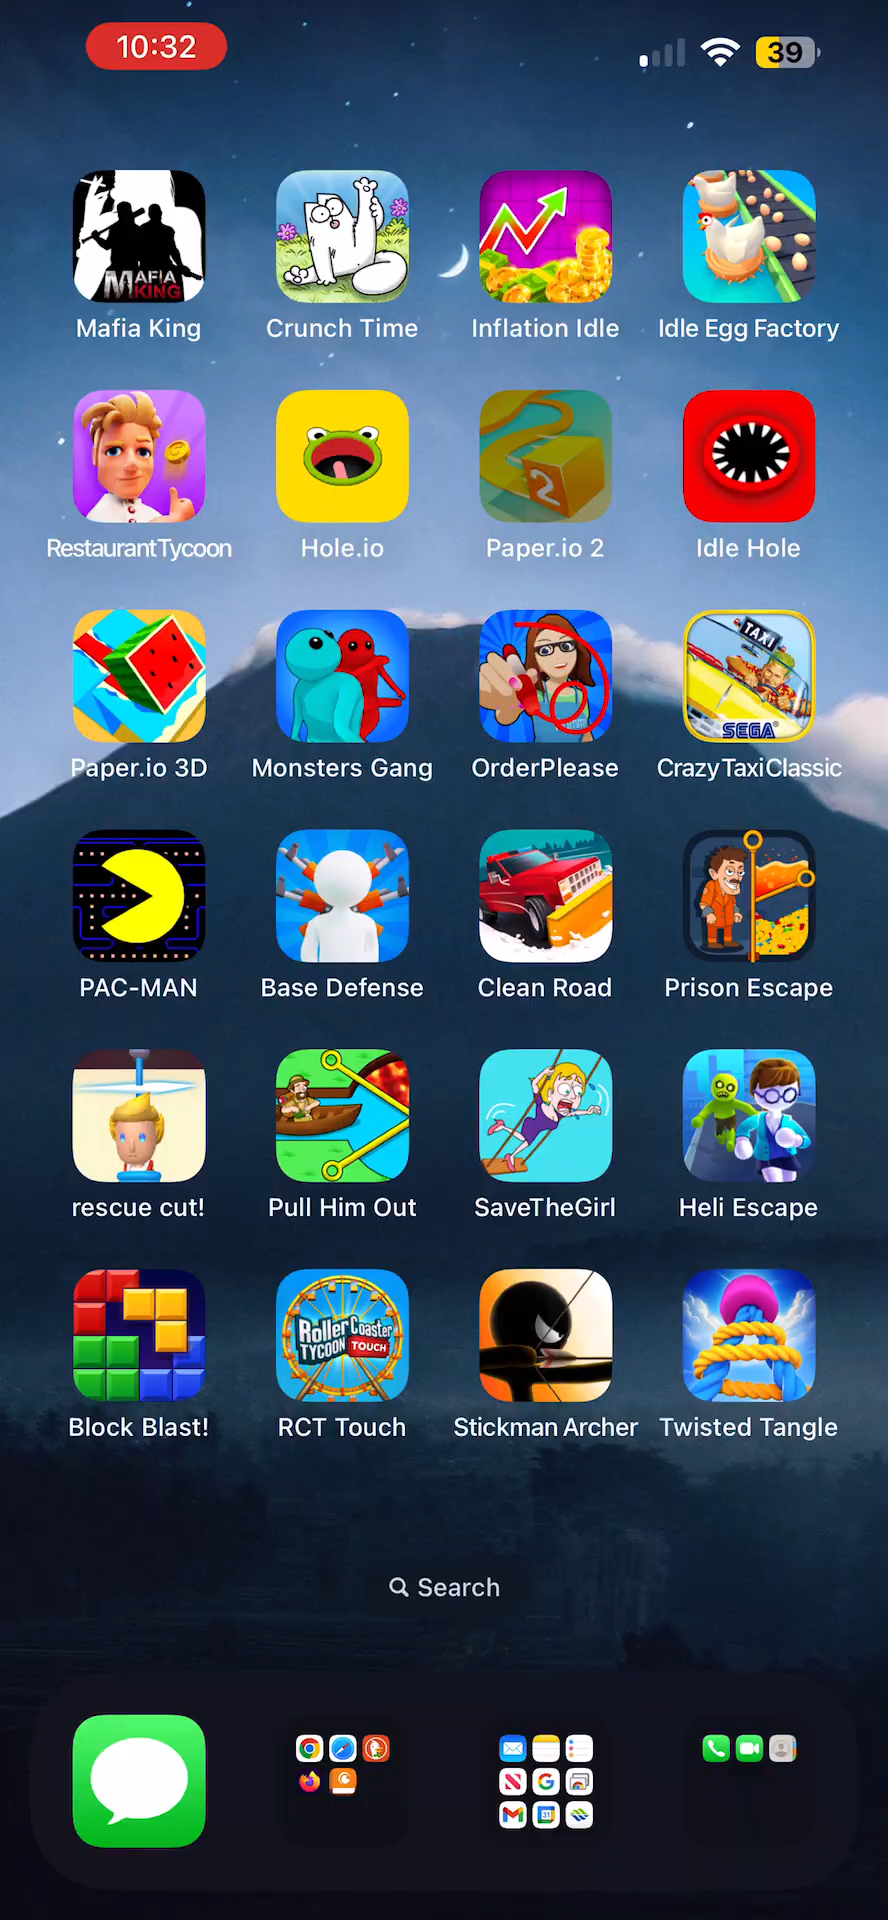 10:32
39
MAFIA
KING
Mafia King
Crunch Time
Inflation Idle
Idle Egg Factory
2
RestaurantTycoon
Hole.io
Paper.io 2
Idle Hole
TAXI
SEGA
Paper.io 3D
Monsters Gang
OrderPlease
CrazyTaxiClassic
PAC-MAN
Base Defense
Clean Road
Prison Escape
rescue cut!
Pull Him Out
SaveTheGirl
Heli Escape
Roller Coaster
TYCOON TOUCH
Block Blast!
RCT Touch
Stickman Archer
Twisted Tangle
Search
31